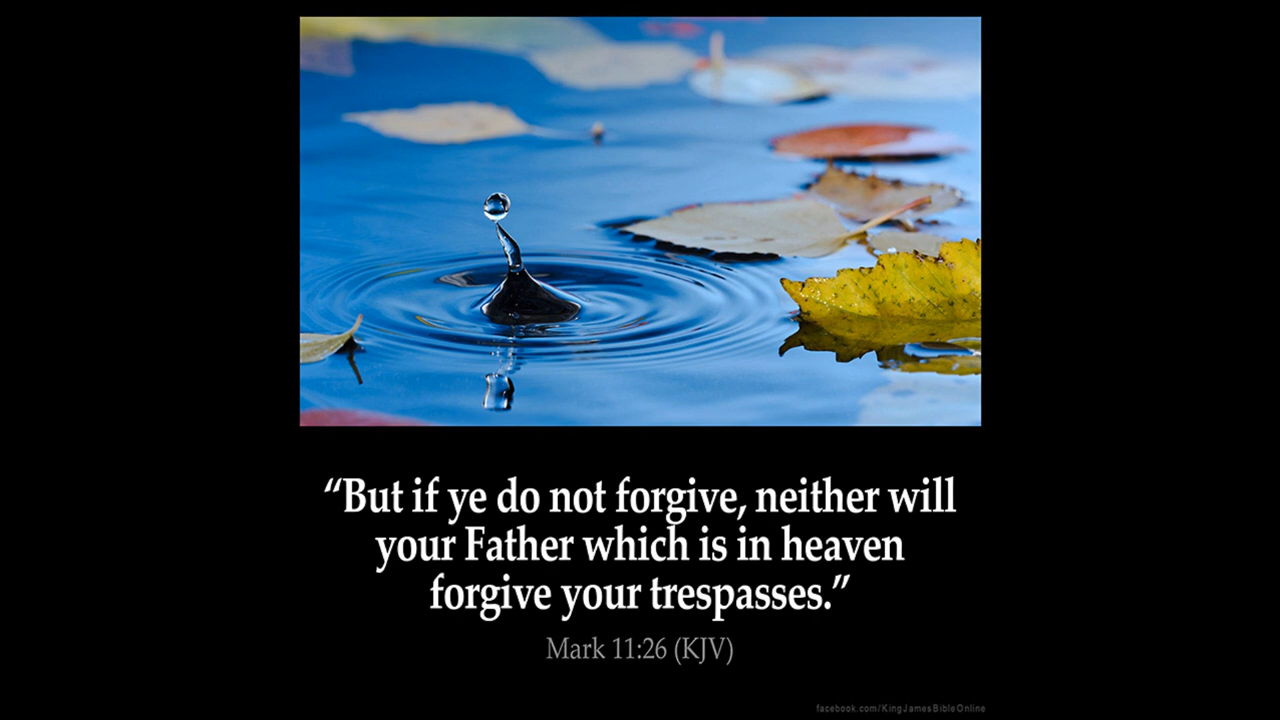 “But if ye do not forgive, neither will
your Father which is in heaven
forgive your trespasses.”
Mark 11:26 (KJV)
facebook.com/KingJamesBibleOnline